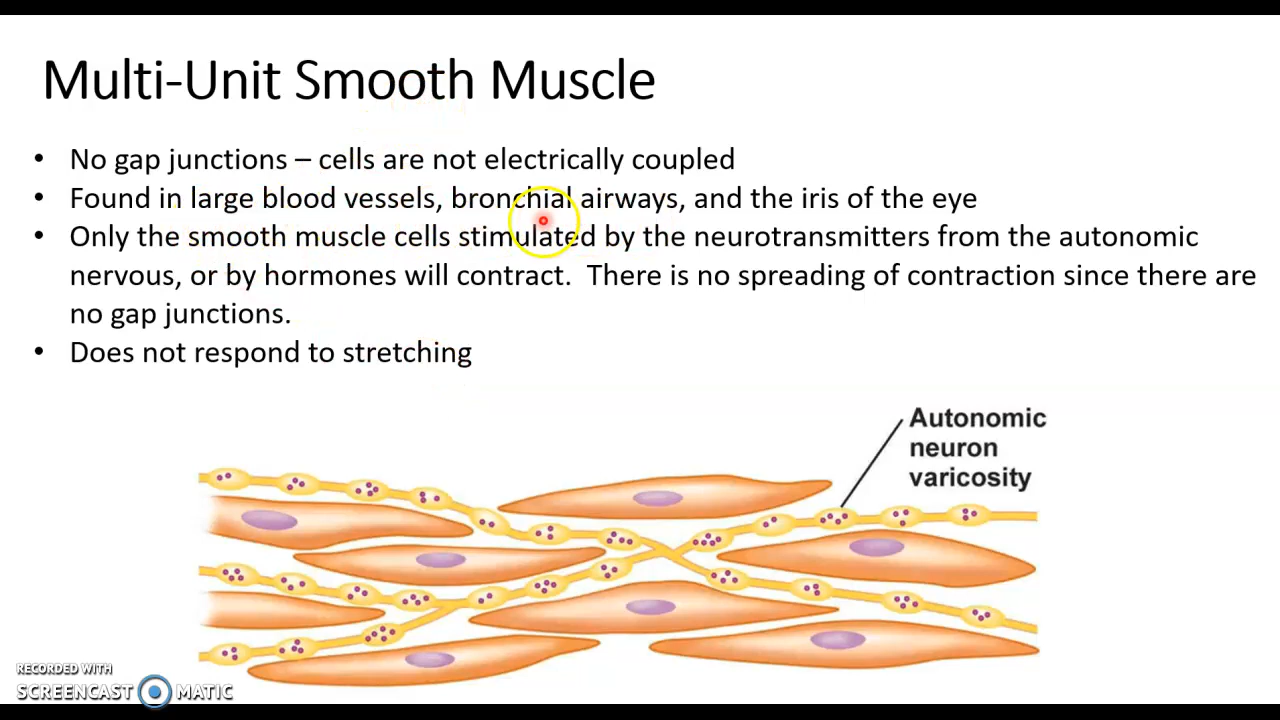 Multi-Unit Smooth Muscle
• No gap junctions – cells are not electrically coupled
• Found in large blood vessels, bronchial airways, and the iris of the eye
• Only the smooth muscle cells stimulated by the neurotransmitters from the autonomic
nervous, or by hormones will contract.  There is no spreading of contraction since there are
no gap junctions.
• Does not respond to stretching
Autonomic
neuron
varicosity
RECORDED WITH
SCREENCAST MATIC